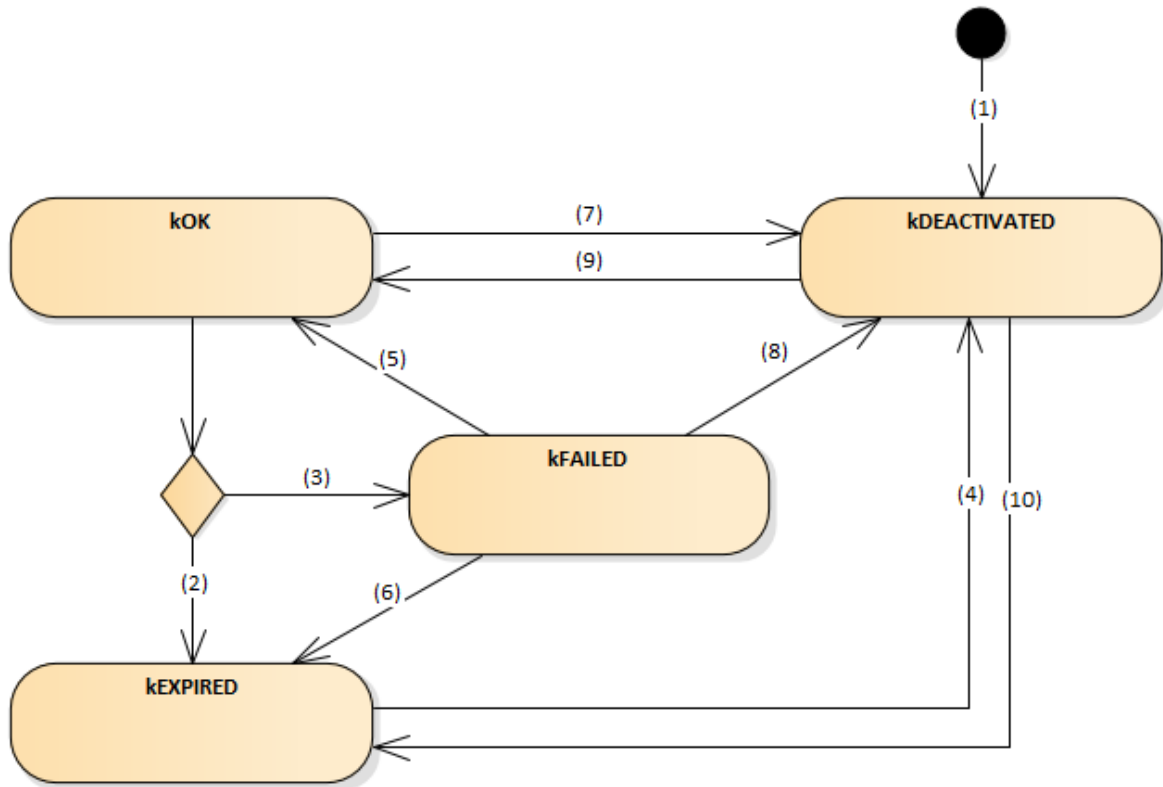 (1)
kOK
kDEACTIVATED
(7)
(9)
(5)
(8)
kFAILED
(3)
(4)
(10)
(2)
(6)
kEXPIRED